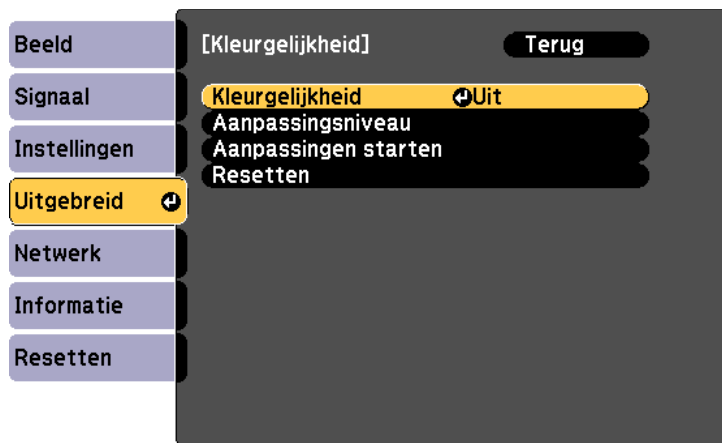 Beeld
Signaal
Instellingen
Uitgebreid
Netwerk
Informatie
Resetten
[Kleurgelijkheid] Terug
Kleurgelijkheid Uit
Aanpassingsniveau
Aanpassingen starten
Resetten